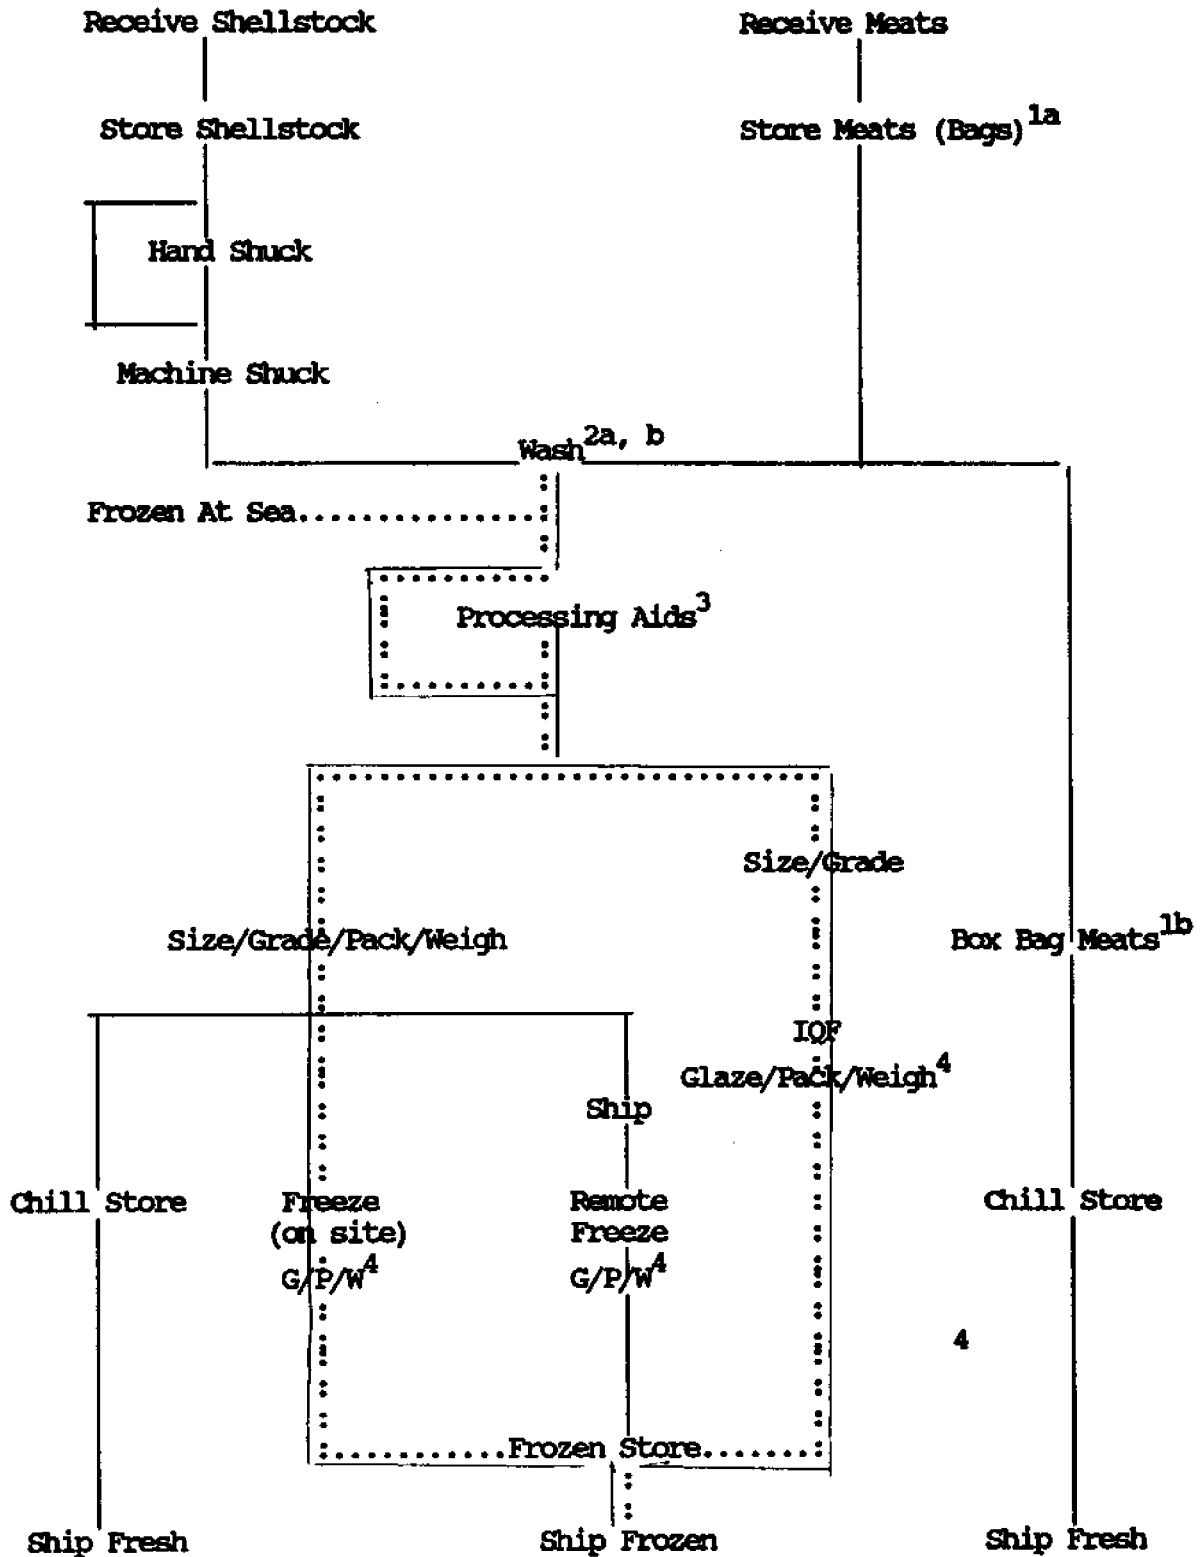 Receive Shellstock
Receive Meats
Store Shellstock
Store Meats (Bags)1a
Hand Shuck
Machine Shuck
Wash2a, b
Frozen At Sea
Processing Aids3
Size/Grade
Size/Grade/Pack/Weigh
Box Bag Meats1b
IQF
Glaze/Pack/Weigh4
Ship
Chill Store
Freeze
(on site)
G/P/W4
Remote
Freeze
G/P/W4
Chill Store
4
Frozen Store
Ship Fresh
Ship Frozen
Ship Fresh